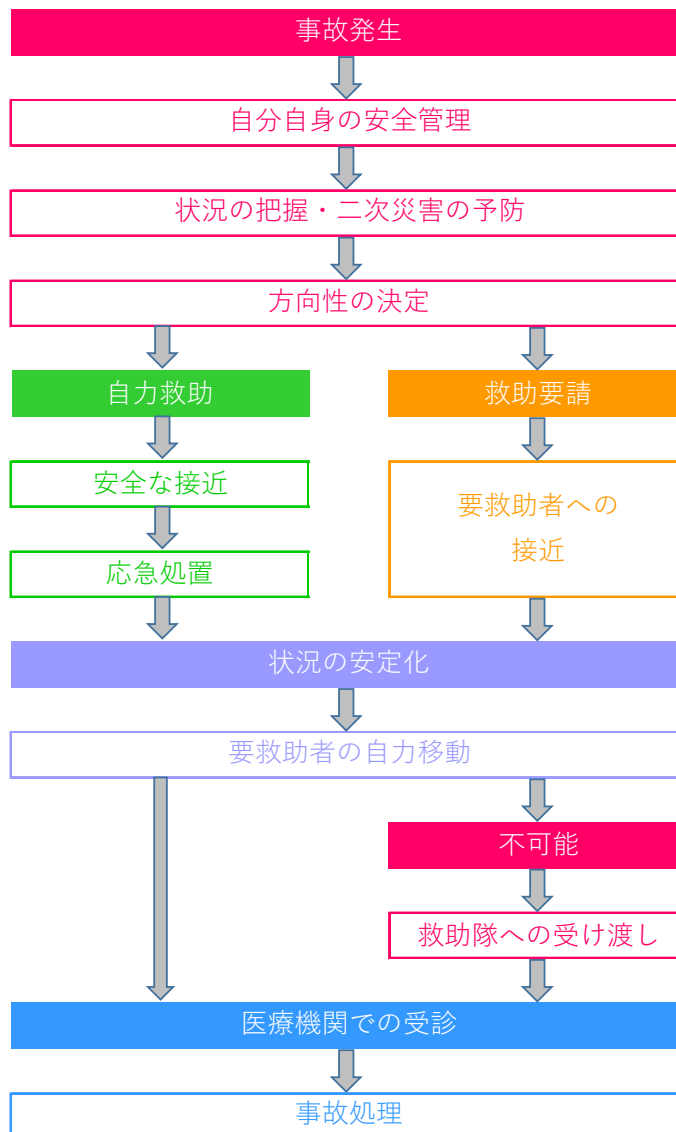 事故発生
自分自身の安全管理
状況の把握・二次災害の予防
方向性の決定
自力救助
救助要請
安全な接近
要救助者への
接近
応急処置
状況の安定化
要救助者の自力移動
不可能
救助隊への受け渡し
医療機関での受診
事故処理